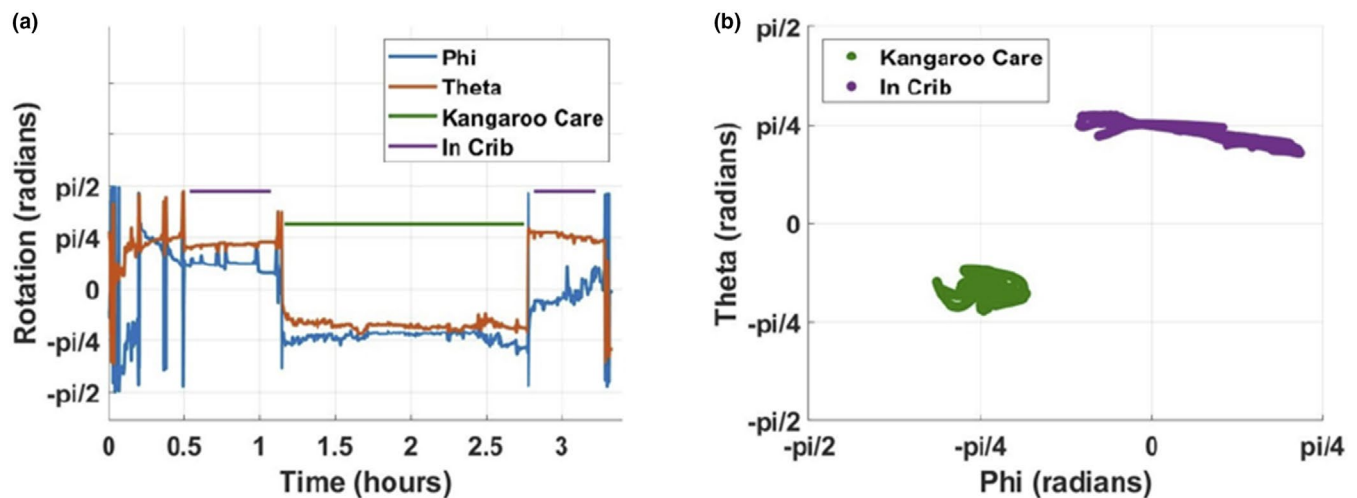 (a)
Phi
Theta
Kangaroo Care
In Crib
Rotation (radians)
pi/2
pi/4
0
-pi/4
-pi/2
0 0.5 1 1.5 2 2.5 3
Time (hours)
(b)
Kangaroo Care
In Crib
Theta (radians)
pi/2
pi/4
0
-pi/4
-pi/2
-pi/2 -pi/4 0 pi/4
Phi (radians)